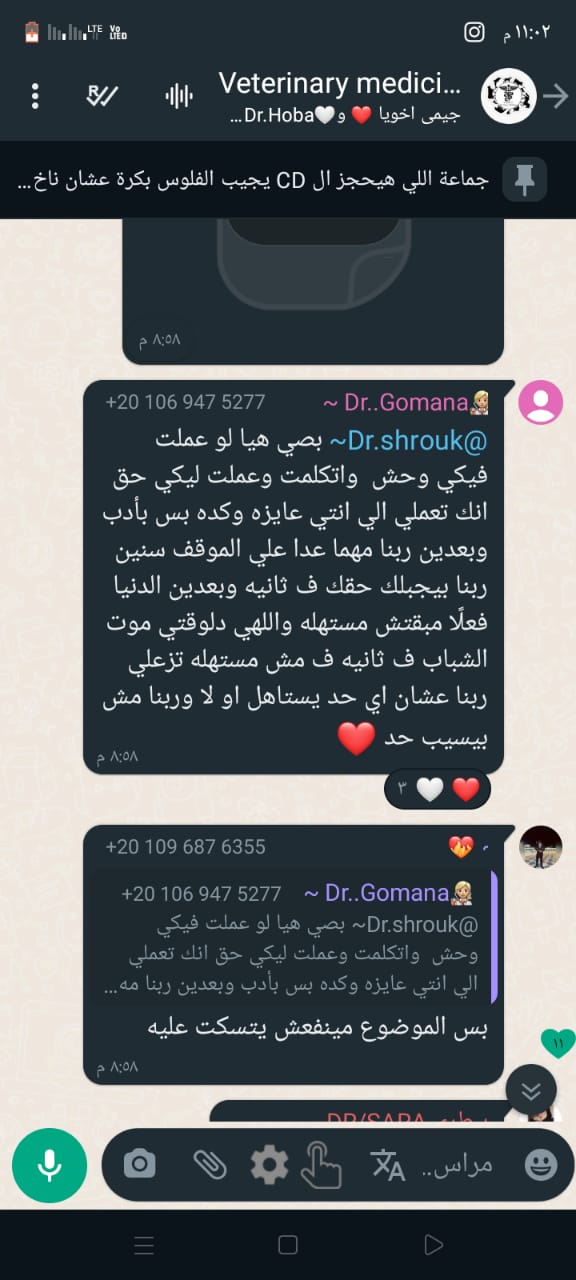 ١١:٠٢ م
LTE Vo LTED
Veterinary medici...
جيمى اخويا ❤️ و🤍Dr.Hoba...
جماعة اللي هيحجز ال CD يجيب الفلوس بكرة عشان ناخ...
٨:٥٨ م
~ Dr..Gomana👩🏼‍⚕️ +20 106 947 5277
@Dr.shrouk~ بصي هيا لو عملت
فيكي وحش واتكلمت وعملت ليكي حق
انك تعملي الي انتي عايزه وكده بس بأدب
وبعدين ربنا مهما عدا علي الموقف سنين
ربنا بيجبلك حقك ف ثانيه وبعدين الدنيا
فعلًا مبقتش مستهله واللهي دلوقتي موت
الشباب ف ثانيه ف مش مستهله تزعلي
ربنا عشان اي حد يستاهل او لا وربنا مش
بيسيب حد ❤️
٨:٥٨ م
❤️ 🤍 ٣
❤️‍🔥 +20 109 687 6355
~ Dr..Gomana👩🏼‍⚕️ +20 106 947 5277
@Dr.shrouk~ بصي هيا لو عملت فيكي
وحش واتكلمت وعملت ليكي حق انك تعملي
الي انتي عايزه وكده بس بأدب وبعدين ربنا مه...
بس الموضوع مينفعش يتسكت عليه
٨:٥٨ م
١١
DR/SARA
مراس..